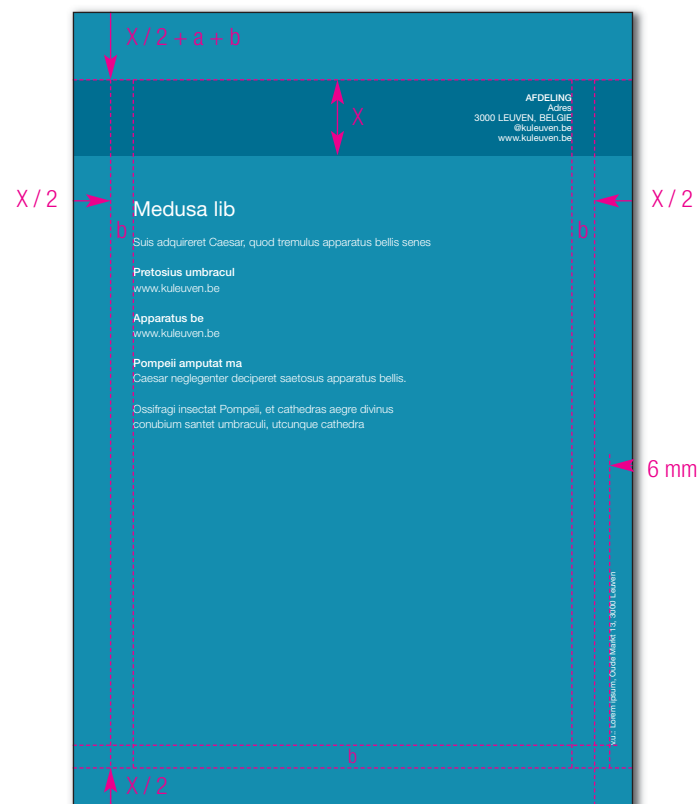 X / 2 + a + b
X
AFDELING
Adres
3000 LEUVEN, BELGIE
@kuleuven.be
www.kuleuven.be
X / 2
X / 2
b
b
Medusa lib
Suis adquireret Caesar, quod tremulus apparatus bellis senes
Pretosius umbracul
www.kuleuven.be
Apparatus be
www.kuleuven.be
Pompeii amputat ma
Caesar neglegenter deciperet saetosus apparatus bellis.
Ossifragi insectat Pompeii, et cathedras aegre divinus
conubium santet umbraculi, utcunque cathedra
6 mm
v.u.: Lorem Ipsum, Oude Markt 13, 3000 Leuven
b
X / 2